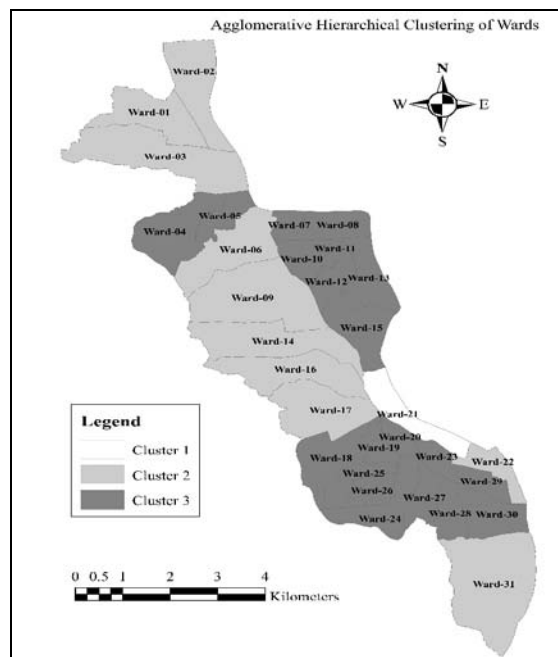 Agglomerative Hierarchical Clustering of Wards
N
W E
S
Ward-02
Ward-01
Ward-03
Ward-05
Ward-04
Ward-07 Ward-08
Ward-06
Ward-11
Ward-10
Ward-12 Ward-13
Ward-09
Ward-15
Ward-14
Ward-16
Ward-17
Ward-21
Ward-20
Ward-19
Ward-18
Ward-23
Ward-22
Ward-25
Ward-29
Ward-26
Ward-27
Ward-24
Ward-28
Ward-30
Ward-31
Legend
Cluster 1
Cluster 2
Cluster 3
0 0.5 1 2 3 4
Kilometers